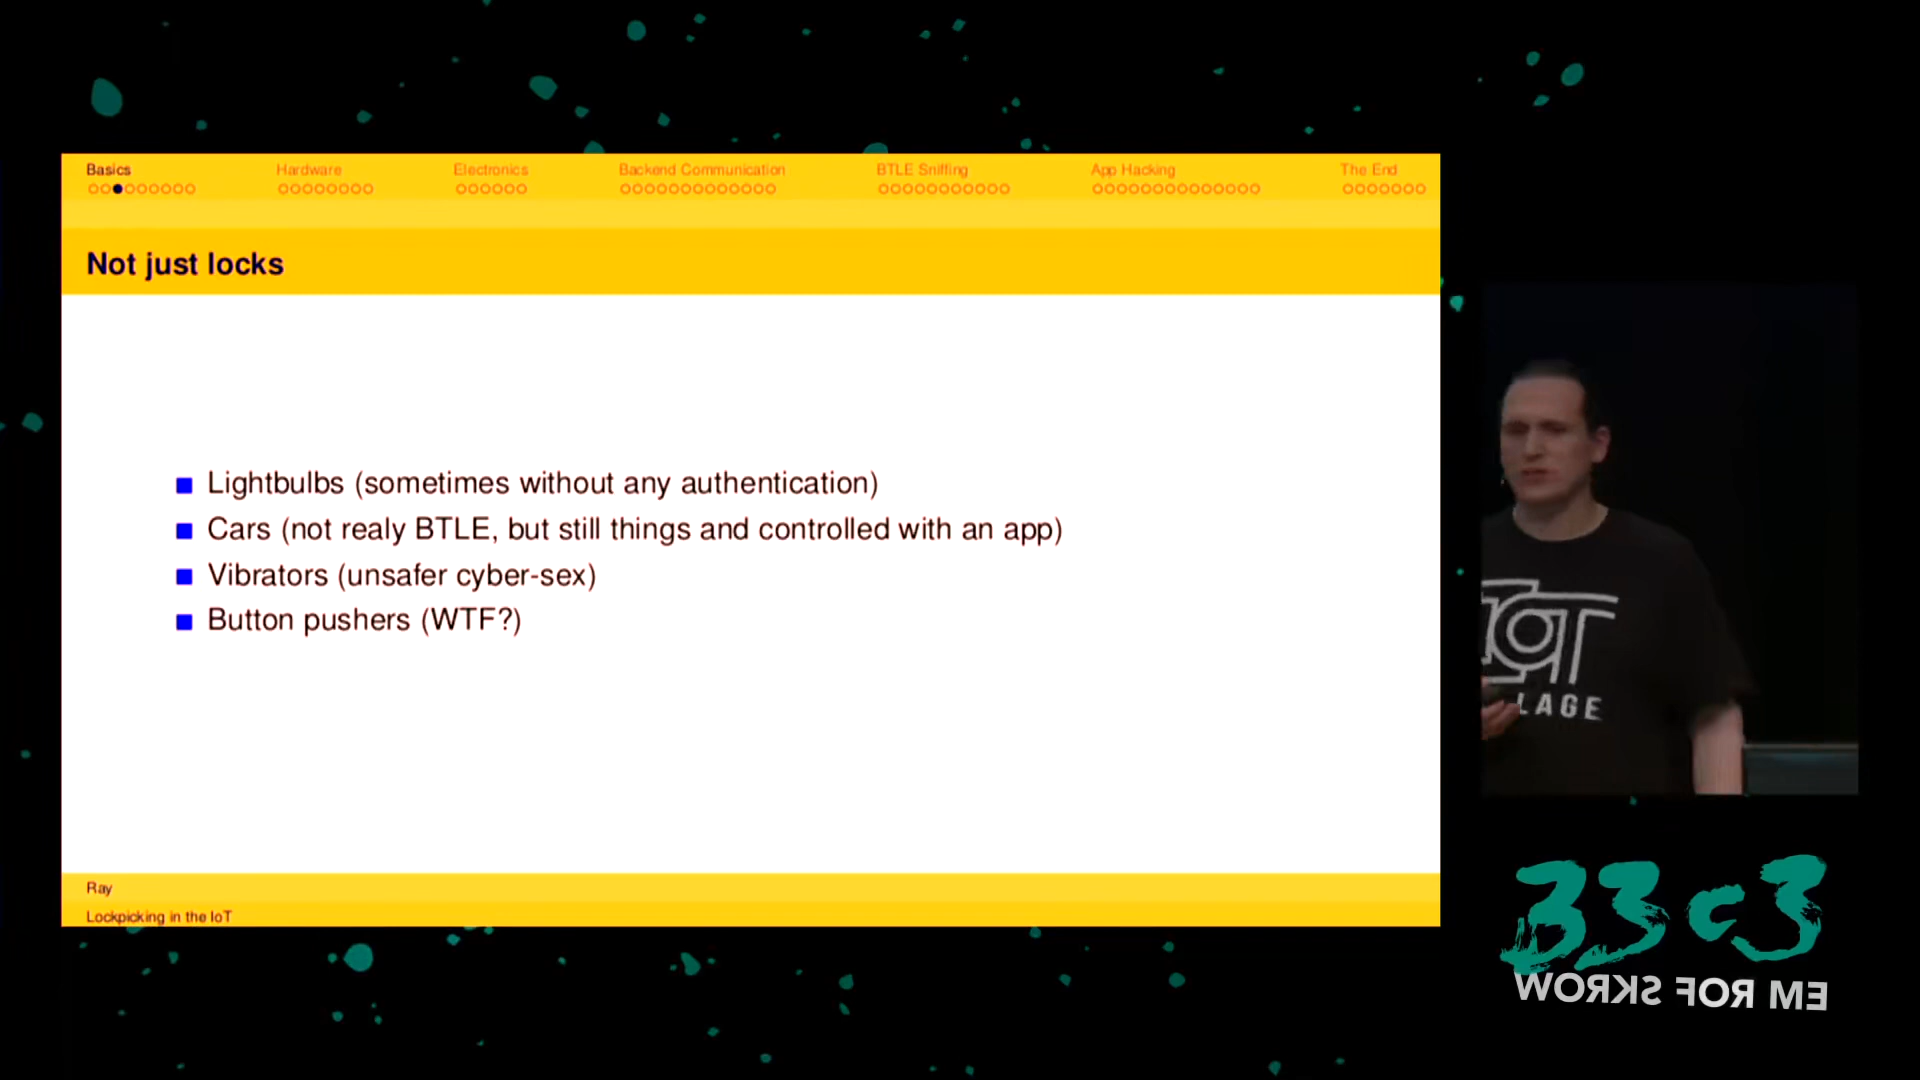 Basics Hardware Electronics Backend Communication BTLE Sniffing App Hacking The End
Not just locks
Lightbulbs (sometimes without any authentication)
Cars (not realy BTLE, but still things and controlled with an app)
Vibrators (unsafer cyber-sex)
Button pushers (WTF?)
Ray
Lockpicking in the IoT
IOT
LAGE
33c3
WORKS FOR ME